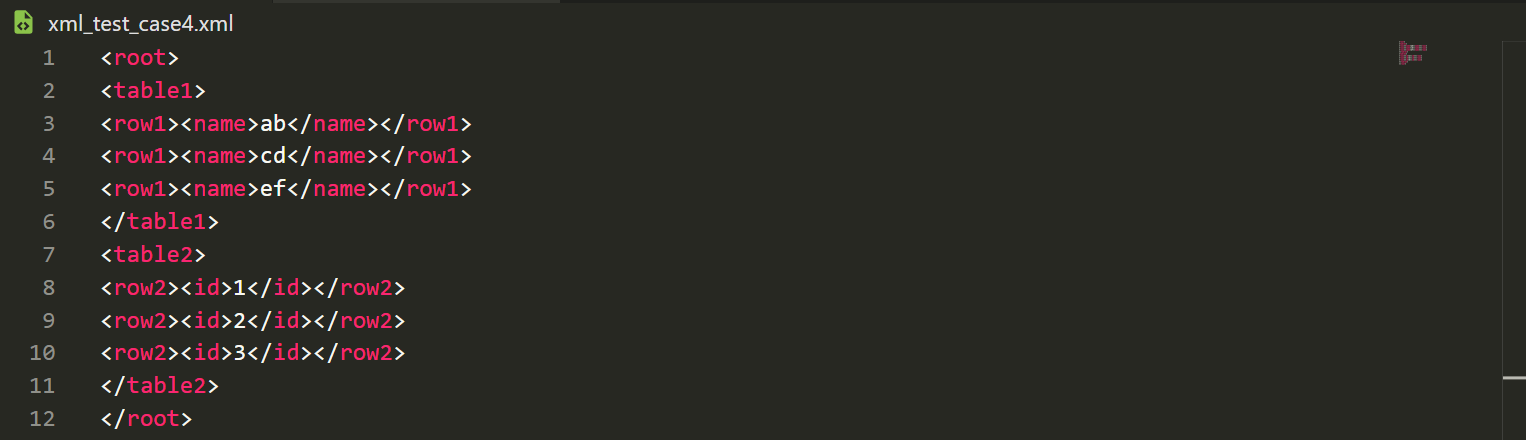 xml_test_case4.xml
1 <root>
2 <table1>
3 <row1><name>ab</name></row1>
4 <row1><name>cd</name></row1>
5 <row1><name>ef</name></row1>
6 </table1>
7 <table2>
8 <row2><id>1</id></row2>
9 <row2><id>2</id></row2>
10 <row2><id>3</id></row2>
11 </table2>
12 </root>